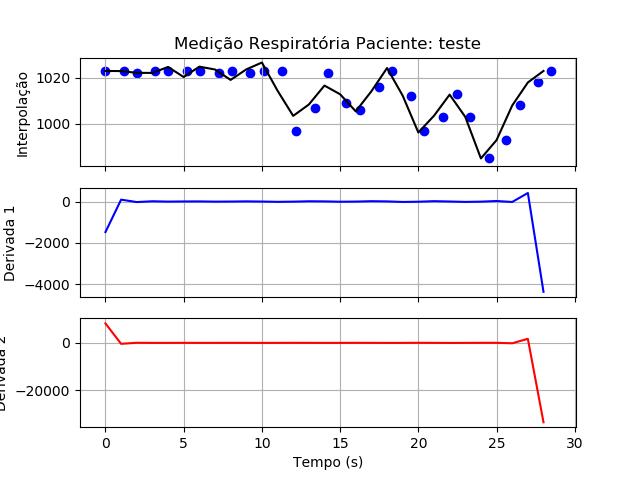 Medição Respiratória Paciente: teste
Interpolação
1020
1000
Derivada 1
0
−2000
−4000
Derivada 2
0
−20000
0 5 10 15 20 25 30
Tempo (s)